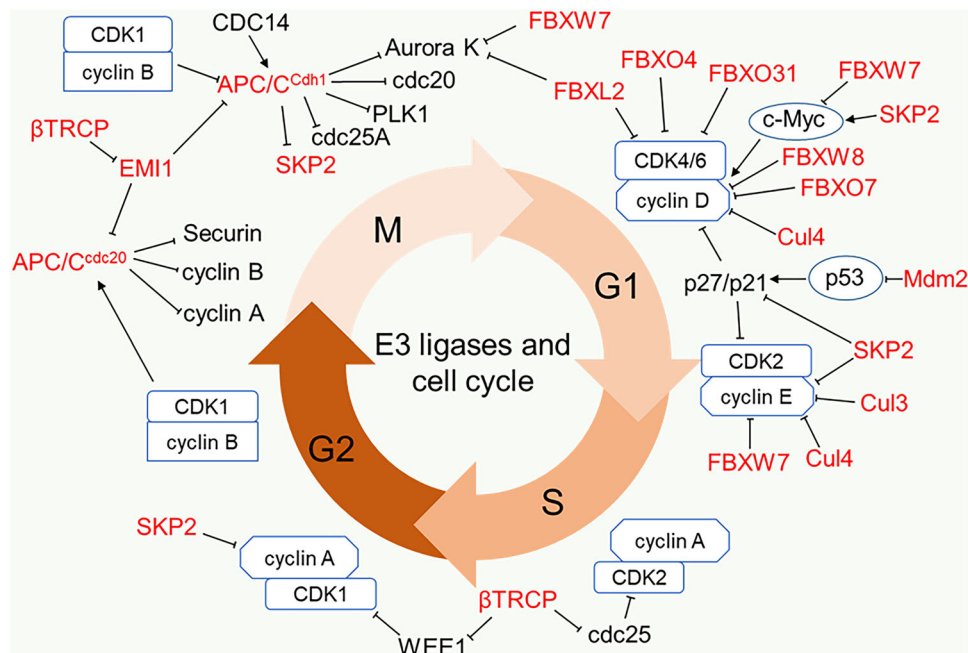 CDK1
cyclin B
CDC14
APC/C^Cdh1
Aurora K
cdc20
PLK1
cdc25A
SKP2
FBXW7
FBXL2
FBXO4
FBXO31
FBXW7
c-Myc
SKP2
CDK4/6
cyclin D
FBXW8
FBXO7
Cul4
βTRCP
EMI1
APC/C^cdc20
Securin
cyclin B
cyclin A
CDK1
cyclin B
M
G1
S
G2
E3 ligases and
cell cycle
p27/p21
p53
Mdm2
CDK2
cyclin E
SKP2
Cul3
Cul4
FBXW7
SKP2
cyclin A
CDK1
WEE1
βTRCP
cdc25
cyclin A
CDK2